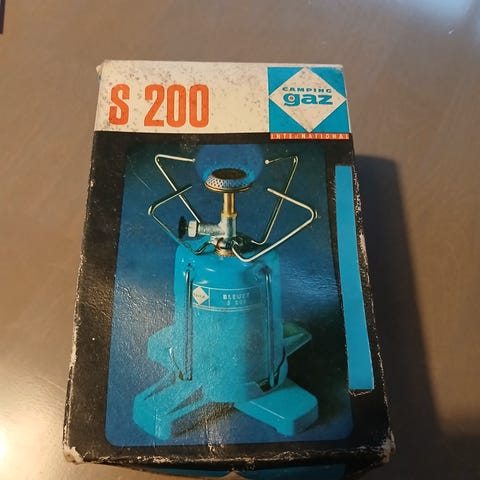 S 200
CAMPING
gaz
INTERNATIONAL
BLEUET
S 200